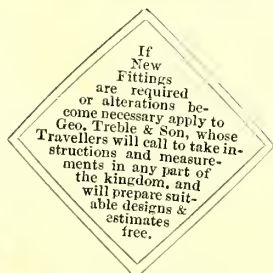 If
New
Fittings
are required
or alterations be-
come necessary apply to
Geo. Treble & Son, whose
Travellers will call to take in-
structions and measure-
ments in any part of
the kingdom, and
will prepare suit-
able designs &
estimates
free.